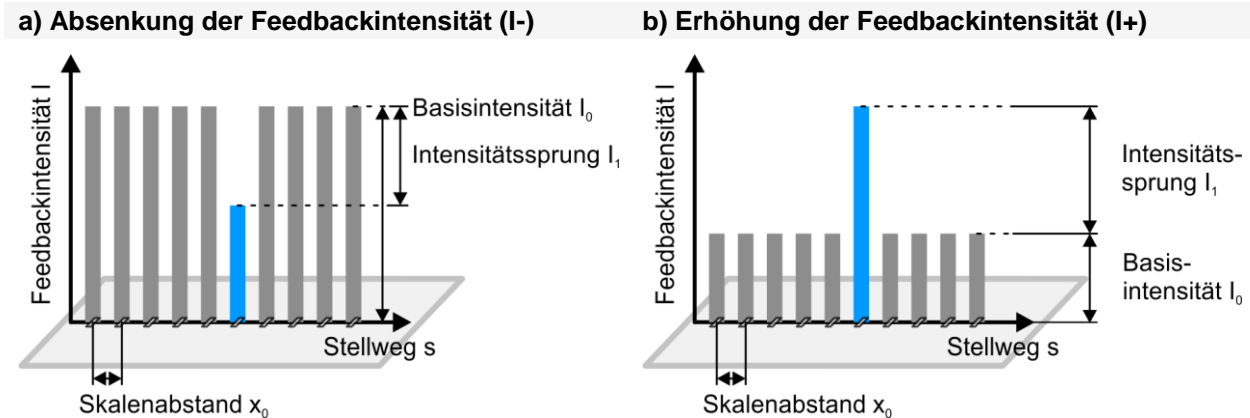 a) Absenkung der Feedbackintensität (I-)
Feedbackintensität I
Basisintensität I₀
Intensitätssprung I₁
Stellweg s
Skalenabstand x₀
b) Erhöhung der Feedbackintensität (I+)
Feedbackintensität I
Intensitäts-
sprung I₁
Basis-
intensität I₀
Stellweg s
Skalenabstand x₀